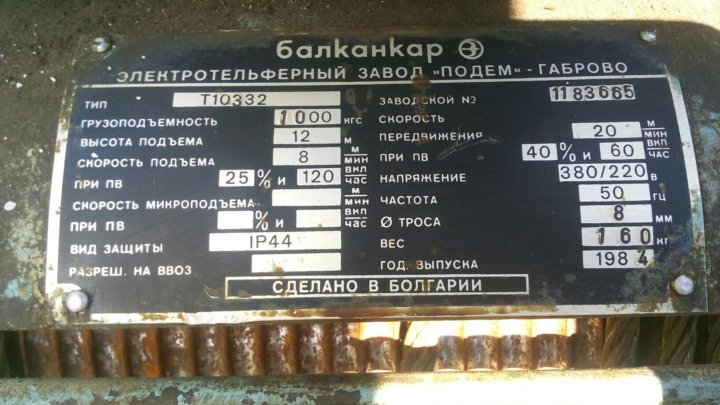 балканкар
ЭЛЕКТРОТЕЛЬФЕРНЫЙ ЗАВОД „ПОДЕМ“ - ГАБРОВО
ТИП Т10332
ГРУЗОПОДЪЕМНОСТЬ 1000 КГС
ВЫСОТА ПОДЪЕМА 12 М
СКОРОСТЬ ПОДЪЕМА 8 М/МИН
ПРИ ПВ 25 % И 120 ВКЛ/ЧАС
СКОРОСТЬ МИКРОПОДЪЕМА М/МИН
ПРИ ПВ % И ВКЛ/ЧАС
ВИД ЗАЩИТЫ IP44
РАЗРЕШ. НА ВВОЗ
ЗАВОДСКОЙ № 1183665
СКОРОСТЬ
ПЕРЕДВИЖЕНИЯ 20 М/МИН
ПРИ ПВ 40 % И 60 ВКЛ/ЧАС
НАПРЯЖЕНИЕ 380/220 В
ЧАСТОТА 50 ГЦ
Ø ТРОСА 8 ММ
ВЕС 160 КГ
ГОД ВЫПУСКА 1984
СДЕЛАНО В БОЛГАРИИ